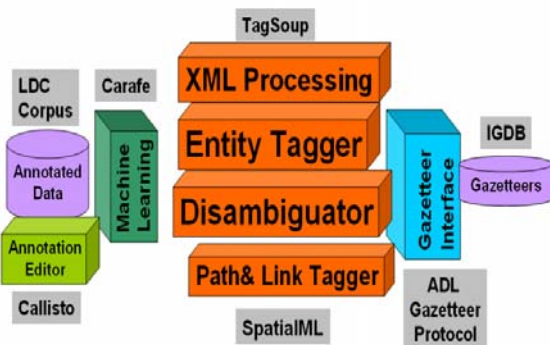 TagSoup
LDC
Corpus
Carafe
XML Processing
Entity Tagger
IGDB
Annotated
Data
Machine
Learning
Disambiguator
Gazetteer
Interface
Gazetteers
Annotation
Editor
Path& Link Tagger
Callisto
SpatialML
ADL
Gazetteer
Protocol